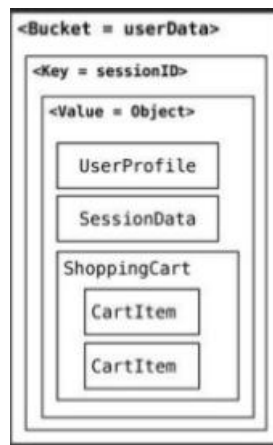 <Bucket = userData>
<Key = sessionID>
<Value = Object>
UserProfile
SessionData
ShoppingCart
CartItem
CartItem